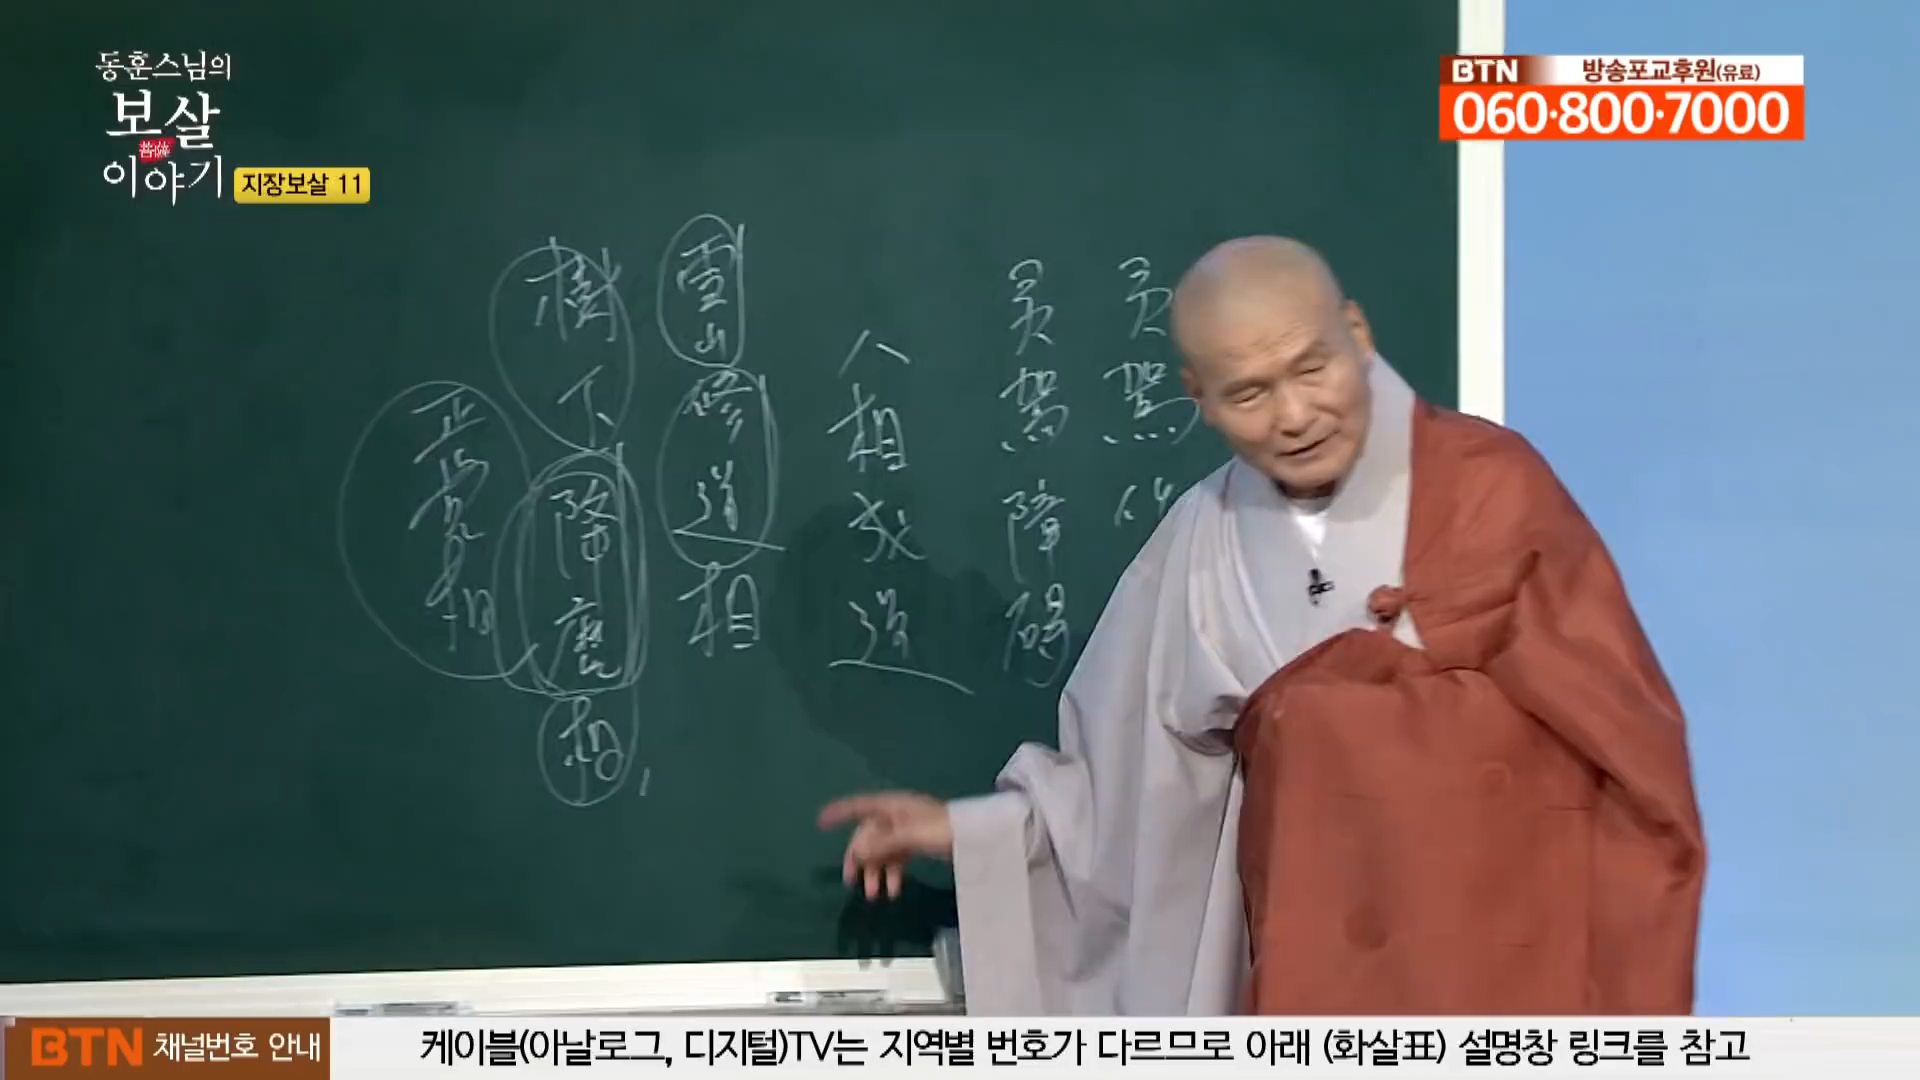 동훈스님의
보살
菩薩
이야기
지장보살 11
BTN 방송포교후원(유료)
060·800·7000
障碍
八相成道
雪山修道相
樹下降魔相
正覺相
BTN 채널번호 안내
케이블(아날로그, 디지털)TV는 지역별 번호가 다르므로 아래 (화살표) 설명창 링크를 참고